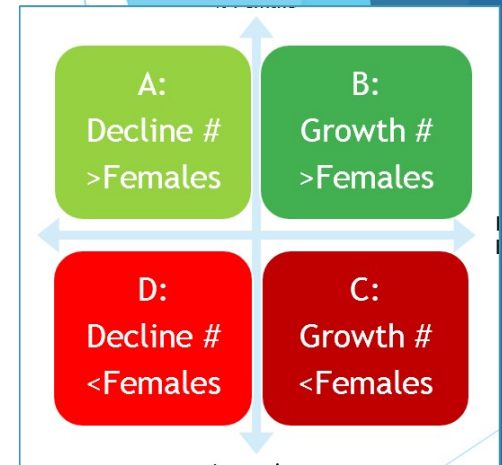 A:
Decline #
>Females
B:
Growth #
>Females
D:
Decline #
<Females
C:
Growth #
<Females